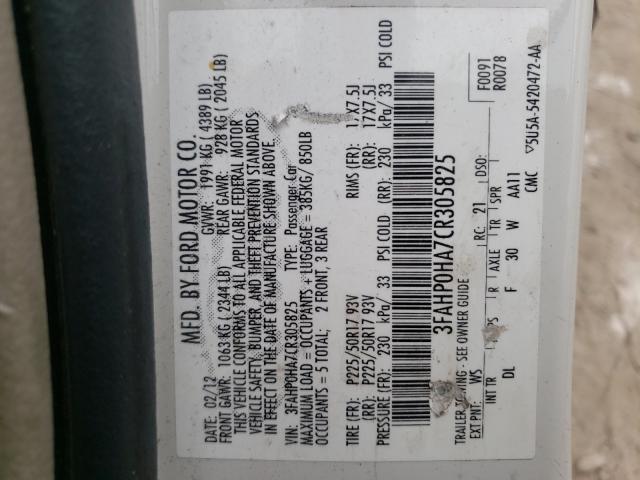 MFD. BY FORD MOTOR CO.
DATE: 02/12 GVWR: 1991 KG ( 4389 LB)
FRONT GAWR: 1063 KG ( 2344 LB) REAR GAWR: 928 KG ( 2045 LB)
THIS VEHICLE CONFORMS TO ALL APPLICABLE FEDERAL MOTOR
VEHICLE SAFETY, BUMPER, AND THEFT PREVENTION STANDARDS
IN EFFECT ON THE DATE OF MANUFACTURE SHOWN ABOVE.
VIN: 3FAHP0HA7CR305825 TYPE: Passenger Car
MAXIMUM LOAD = OCCUPANTS + LUGGAGE = 385KG/ 850LB
OCCUPANTS = 5 TOTAL: 2 FRONT, 3 REAR
TIRE (FR): P225/50R17 93V RIMS (FR): 17X7.5J
(RR): P225/50R17 93V (RR): 17X7.5J
PRESSURE (FR): 230 kPa/ 33 PSI COLD (RR): 230 kPa/ 33 PSI COLD
3FAHP0HA7CR305825
TRAILER TOWING - SEE OWNER GUIDE
F0091
R0078
EXT PNT: WS RC: 21 DSO:
INT TR PS R AXLE TR SPR
DL F 30 W AA11
CMC ▽5U5A-5420472-AA